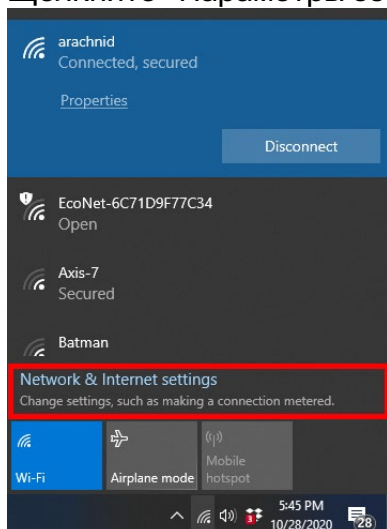 arachnid
Connected, secured
Properties
Disconnect
EcoNet-6C71D9F77C34
Open
Axis-7
Secured
Batman
Network & Internet settings
Change settings, such as making a connection metered.
Wi-Fi
Airplane mode
Mobile
hotspot
5:45 PM
10/28/2020
28